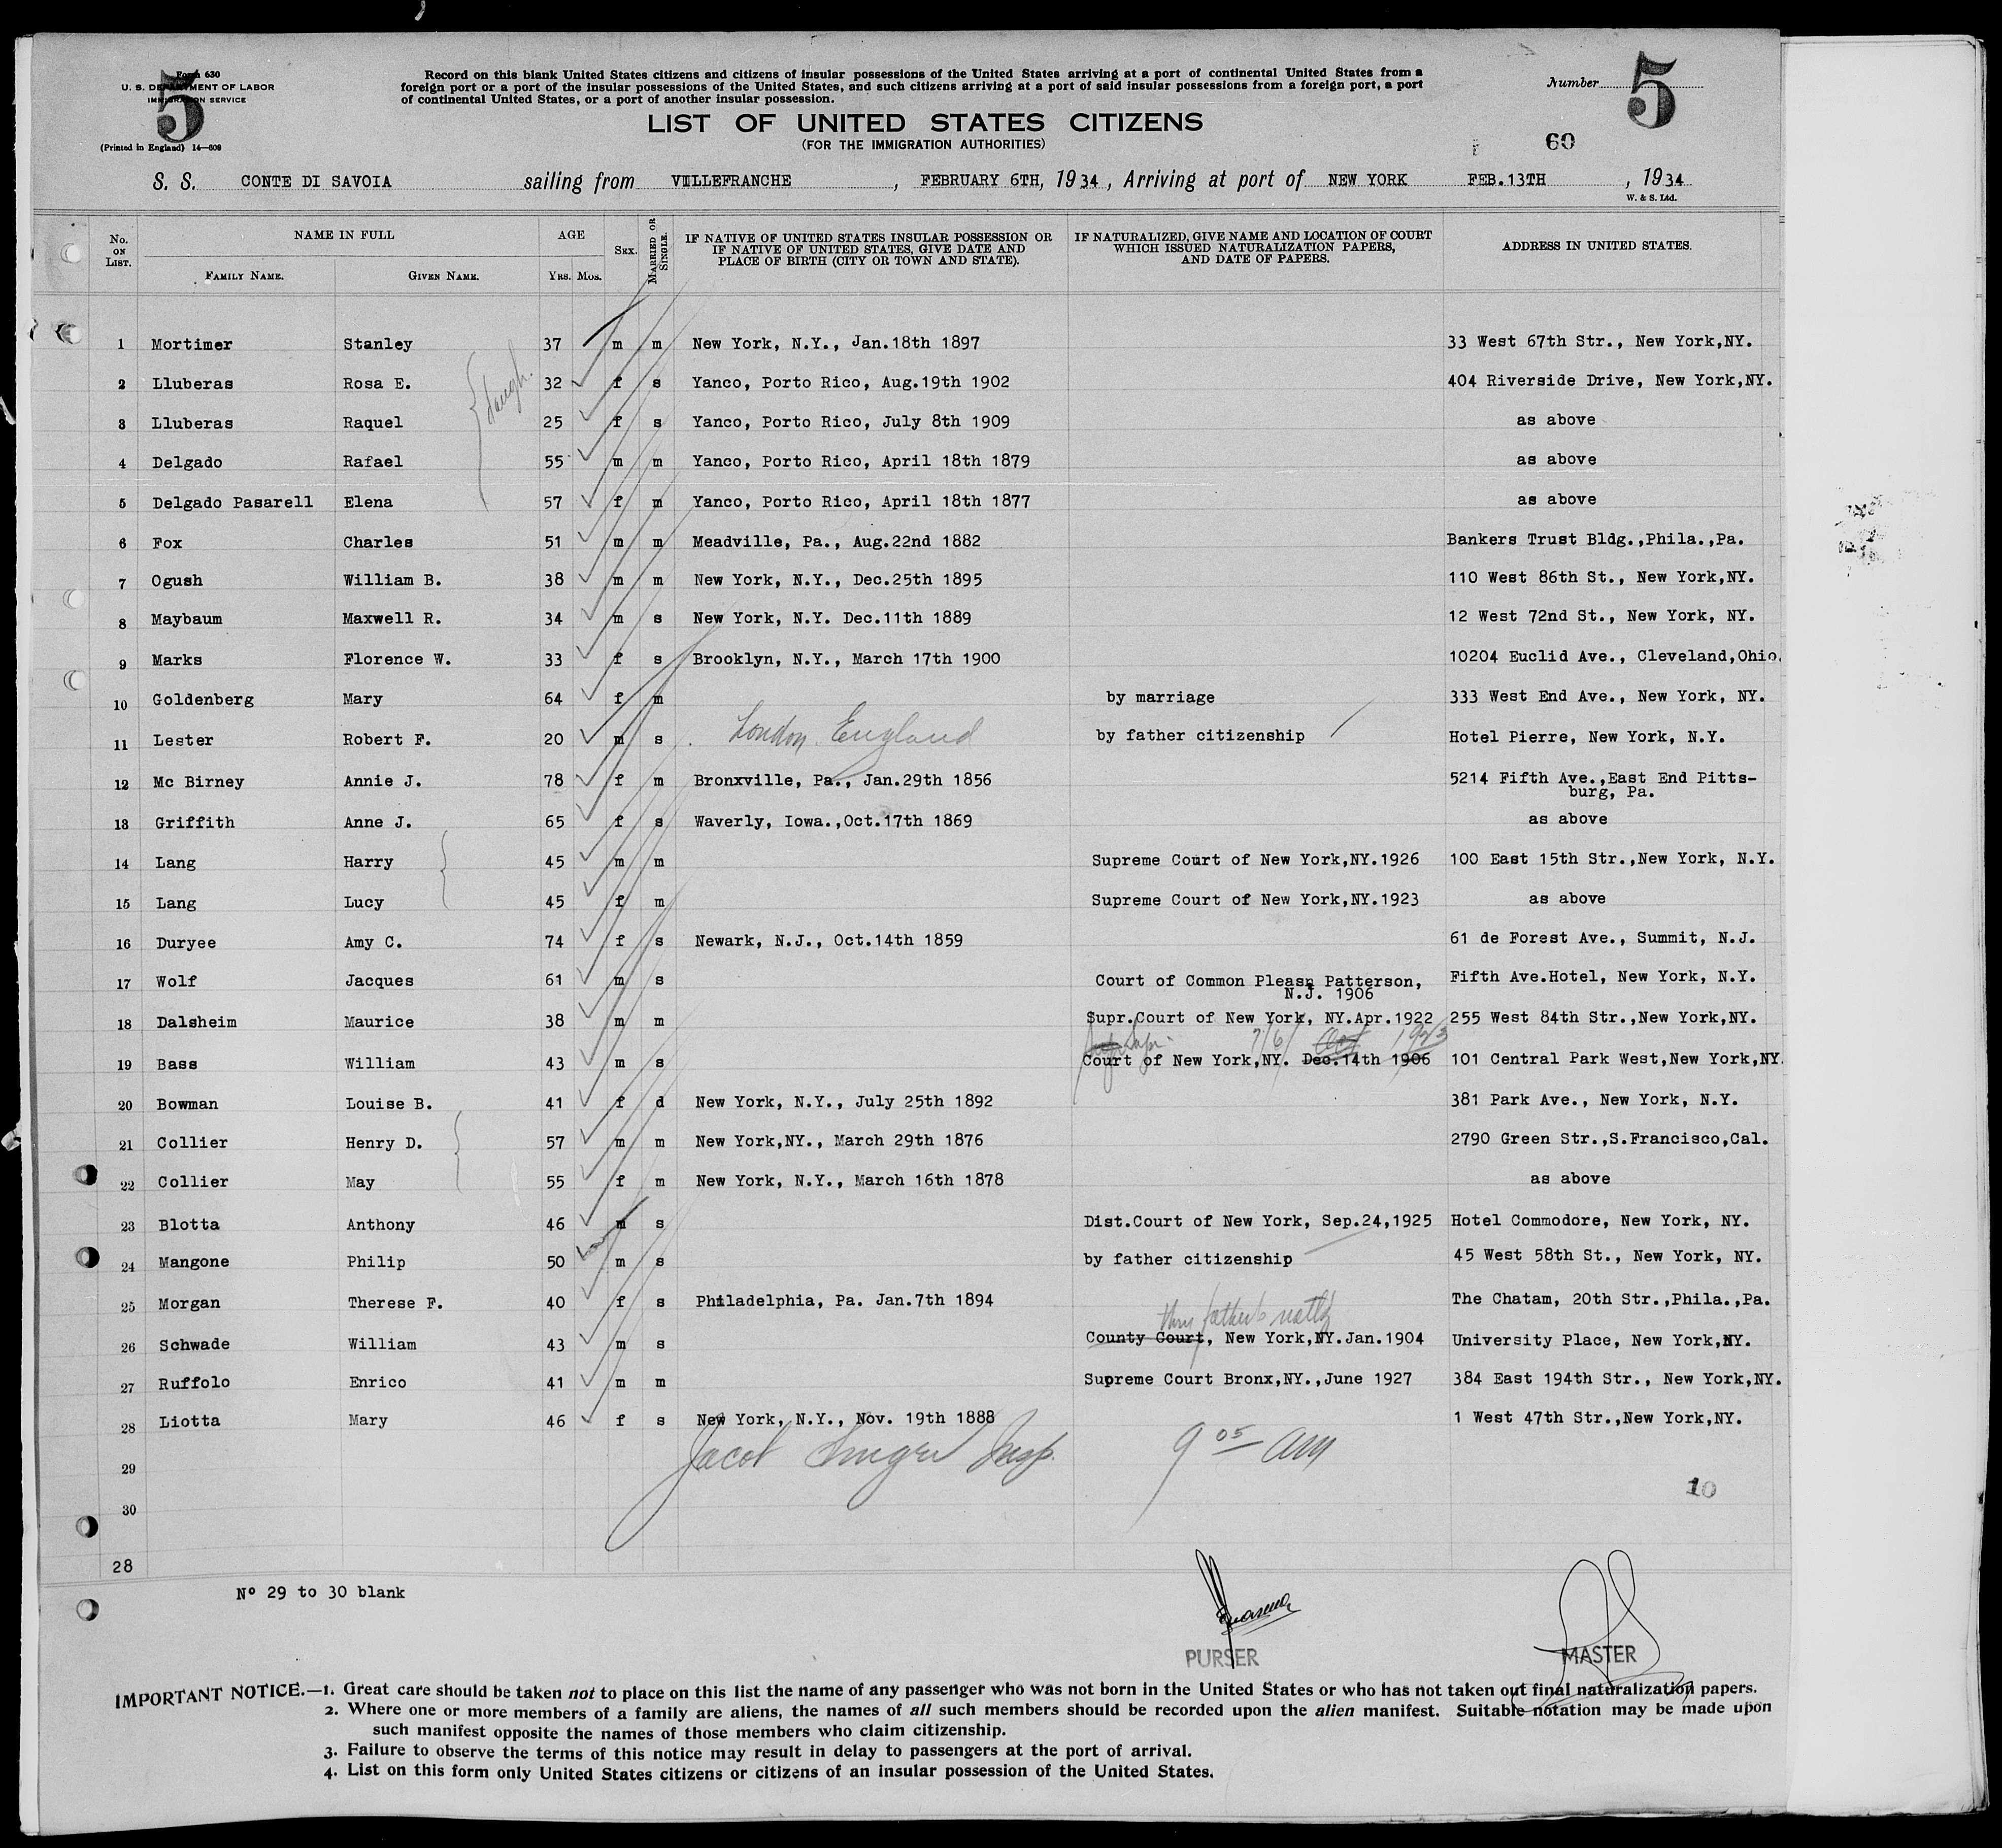 Form 630
U. S. DEPARTMENT OF LABOR
IMMIGRATION SERVICE
5
(Printed in England) 14—608
Record on this blank United States citizens and citizens of insular possessions of the United States arriving at a port of continental United States from a
foreign port or a port of the insular possessions of the United States, and such citizens arriving at a port of said insular possessions from a foreign port, a port
of continental United States, or a port of another insular possession.
Number 5
LIST OF UNITED STATES CITIZENS
(FOR THE IMMIGRATION AUTHORITIES)
60
S. S. CONTE DI SAVOIA sailing from VILLEFRANCHE, FEBRUARY 6TH, 1934, Arriving at port of NEW YORK FEB.13TH, 1934
W. & S. Ltd.
No. ON LIST. NAME IN FULL FAMILY NAME. GIVEN NAME. AGE YRS. MOS. SEX. MARRIED OR SINGLE. IF NATIVE OF UNITED STATES INSULAR POSSESSION OR IF NATIVE OF UNITED STATES, GIVE DATE AND PLACE OF BIRTH (CITY OR TOWN AND STATE). IF NATURALIZED, GIVE NAME AND LOCATION OF COURT WHICH ISSUED NATURALIZATION PAPERS, AND DATE OF PAPERS. ADDRESS IN UNITED STATES.
1 Mortimer Stanley 37 m m New York, N.Y., Jan.18th 1897 33 West 67th Str., New York,NY.
2 Lluberas Rosa E. 32 f s Yanco, Porto Rico, Aug.19th 1902 404 Riverside Drive, New York,NY.
daugh.
3 Lluberas Raquel 25 f s Yanco, Porto Rico, July 8th 1909 as above
4 Delgado Rafael 55 m m Yanco, Porto Rico, April 18th 1879 as above
5 Delgado Pasarell Elena 57 f m Yanco, Porto Rico, April 18th 1877 as above
6 Fox Charles 51 m m Meadville, Pa., Aug.22nd 1882 Bankers Trust Bldg.,Phila.,Pa.
7 Ogush William B. 38 m m New York, N.Y., Dec.25th 1895 110 West 86th St., New York,NY.
8 Maybaum Maxwell R. 34 m s New York, N.Y. Dec.11th 1889 12 West 72nd St., New York, NY.
9 Marks Florence W. 33 f s Brooklyn, N.Y., March 17th 1900 10204 Euclid Ave., Cleveland,Ohio.
10 Goldenberg Mary 64 f m by marriage 333 West End Ave., New York, NY.
11 Lester Robert F. 20 m s London England by father citizenship Hotel Pierre, New York, N.Y.
12 Mc Birney Annie J. 78 f m Bronxville, Pa., Jan.29th 1856 5214 Fifth Ave.,East End Pitts-
burg, Pa.
13 Griffith Anne J. 65 f s Waverly, Iowa.,Oct.17th 1869 as above
14 Lang Harry 45 m m Supreme Court of New York,NY.1926 100 East 15th Str.,New York, N.Y.
15 Lang Lucy 45 f m Supreme Court of New York,NY.1923 as above
16 Duryee Amy C. 74 f s Newark, N.J., Oct.14th 1859 61 de Forest Ave., Summit, N.J.
17 Wolf Jacques 61 m s Court of Common Pleasn Patterson, Fifth Ave.Hotel, New York, N.Y.
N.J. 1906
18 Dalsheim Maurice 38 m m Supr.Court of New York, NY.Apr.1922 255 West 84th Str.,New York,NY.
Oct
19 Bass William 43 m s Court of New York,NY. Dec.14th 1906 101 Central Park West,New York,NY.
20 Bowman Louise B. 41 f d New York, N.Y., July 25th 1892 381 Park Ave., New York, N.Y.
21 Collier Henry D. 57 m m New York,NY., March 29th 1876 2790 Green Str.,S.Francisco,Cal.
22 Collier May 55 f m New York, N.Y., March 16th 1878 as above
23 Blotta Anthony 46 m s Dist.Court of New York, Sep.24,1925 Hotel Commodore, New York, NY.
24 Mangone Philip 50 m s by father citizenship 45 West 58th St., New York, NY.
25 Morgan Therese F. 40 f s Philadelphia, Pa. Jan.7th 1894 The Chatam, 20th Str.,Phila.,Pa.
thru father's
26 Schwade William 43 m s County Court, New York,NY.Jan.1904 University Place, New York,NY.
27 Ruffolo Enrico 41 m m Supreme Court Bronx,NY.,June 1927 384 East 194th Str., New York,NY.
28 Liotta Mary 46 f s New York, N.Y., Nov. 19th 1888 1 West 47th Str.,New York,NY.
Jacob Insp. 9 05 AM
29
10
30
28
Nº 29 to 30 blank
PURSER
MASTER
IMPORTANT NOTICE.—1. Great care should be taken not to place on this list the name of any passenger who was not born in the United States or who has not taken out final naturalization papers.
2. Where one or more members of a family are aliens, the names of all such members should be recorded upon the alien manifest. Suitable notation may be made upon
such manifest opposite the names of those members who claim citizenship.
3. Failure to observe the terms of this notice may result in delay to passengers at the port of arrival.
4. List on this form only United States citizens or citizens of an insular possession of the United States.